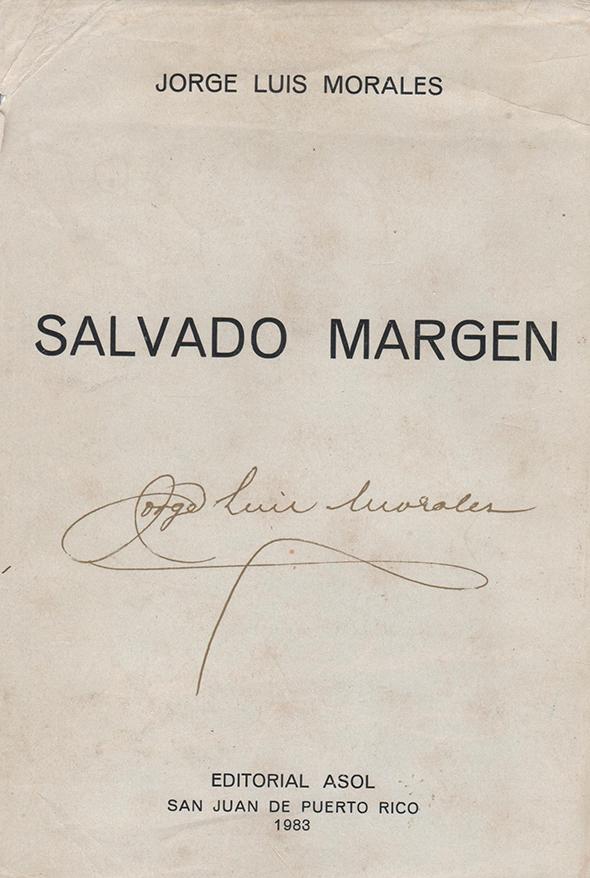 JORGE LUIS MORALES
SALVADO MARGEN
Jorge Luis Morales
EDITORIAL ASOL
SAN JUAN DE PUERTO RICO
1983